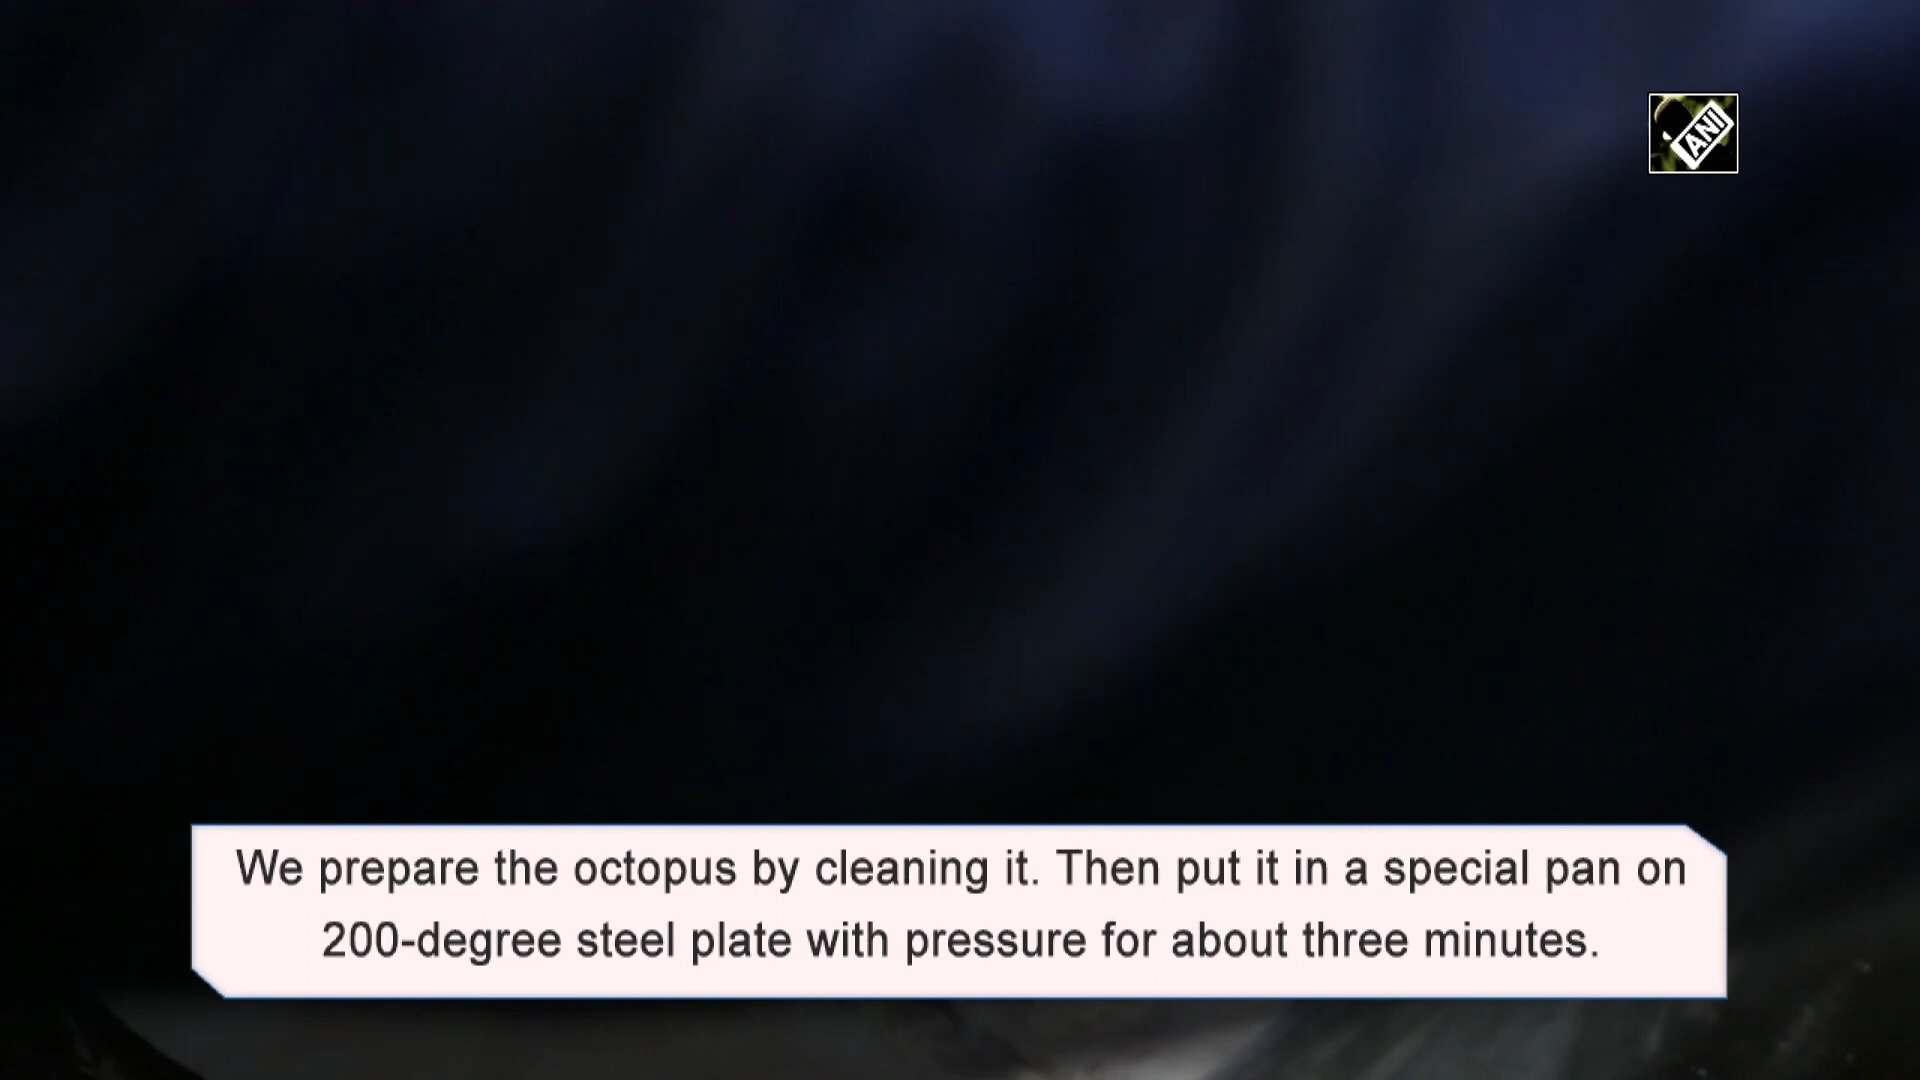 ANI
We prepare the octopus by cleaning it. Then put it in a special pan on
200-degree steel plate with pressure for about three minutes.